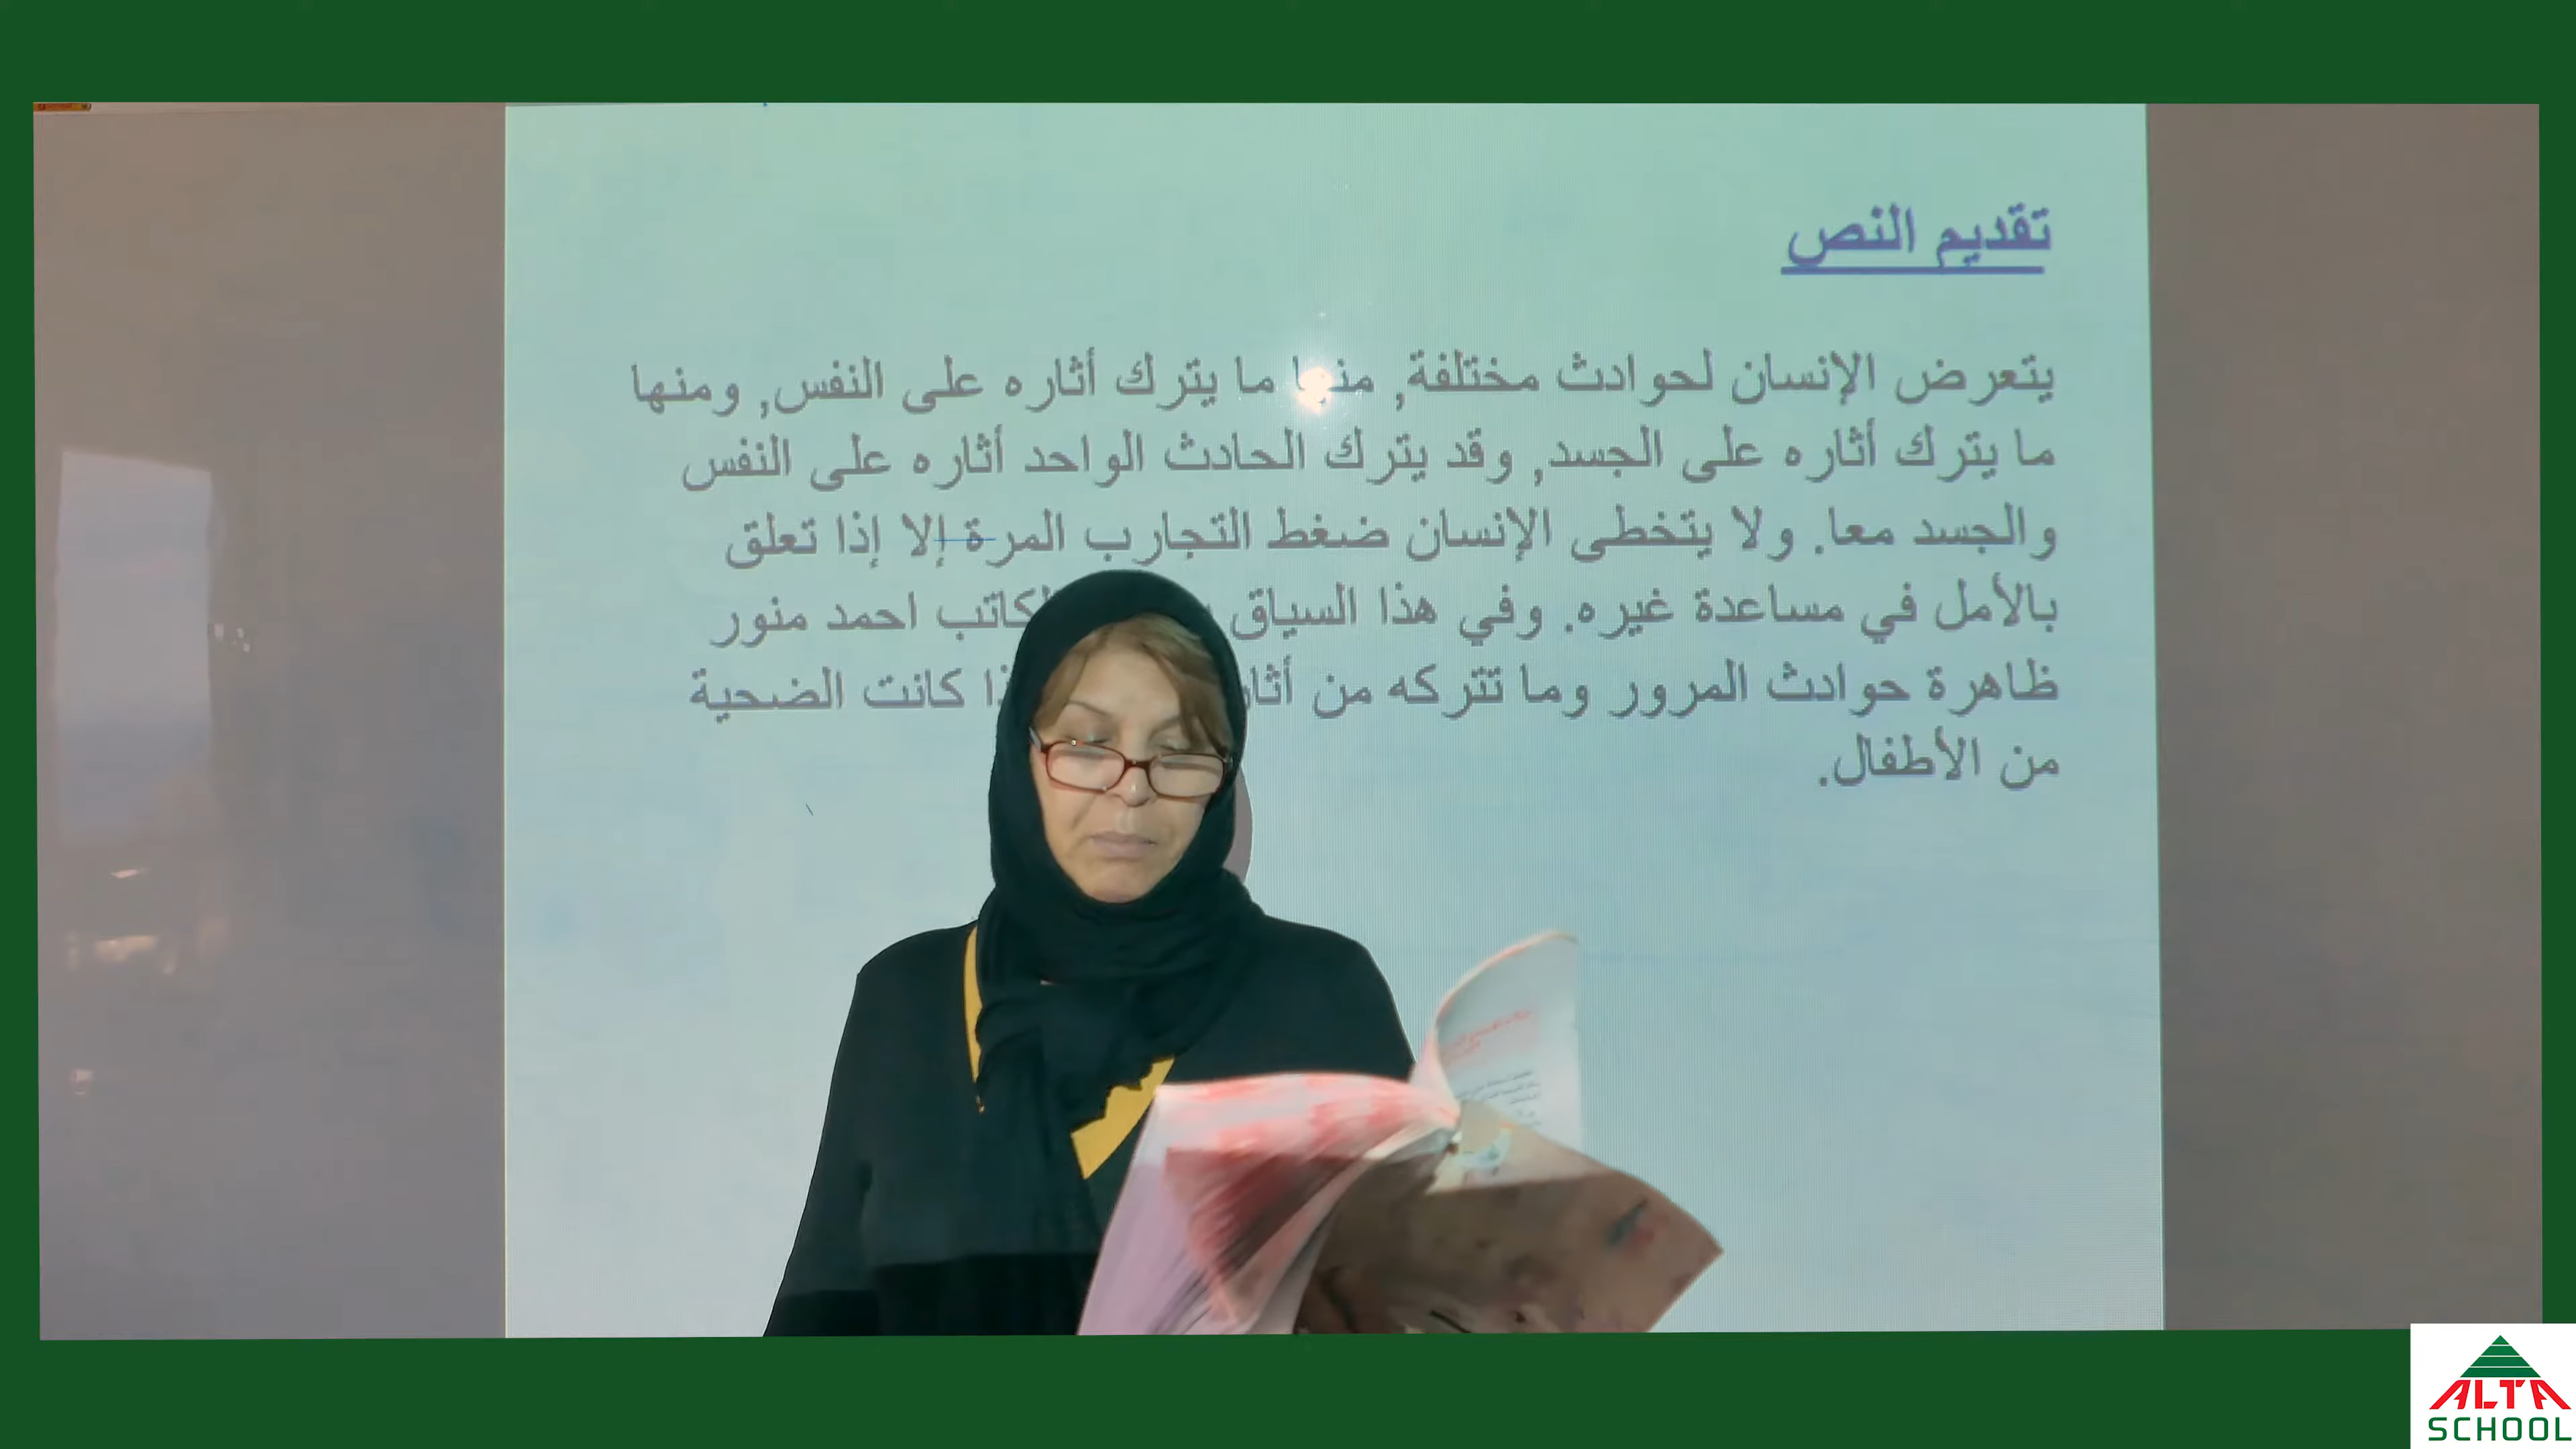 تقديم النص
يتعرض الإنسان لحوادث مختلفة, منها ما يترك أثاره على النفس, ومنها
ما يترك أثاره على الجسد, وقد يترك الحادث الواحد أثاره على النفس
والجسد معا. ولا يتخطى الإنسان ضغط التجارب المرة إلا إذا تعلق
بالأمل في مساعدة غيره. وفي هذا السياق الكاتب احمد منور
ظاهرة حوادث المرور وما تتركه من كانت الضحية
من الأطفال.
ALTA
SCHOOL